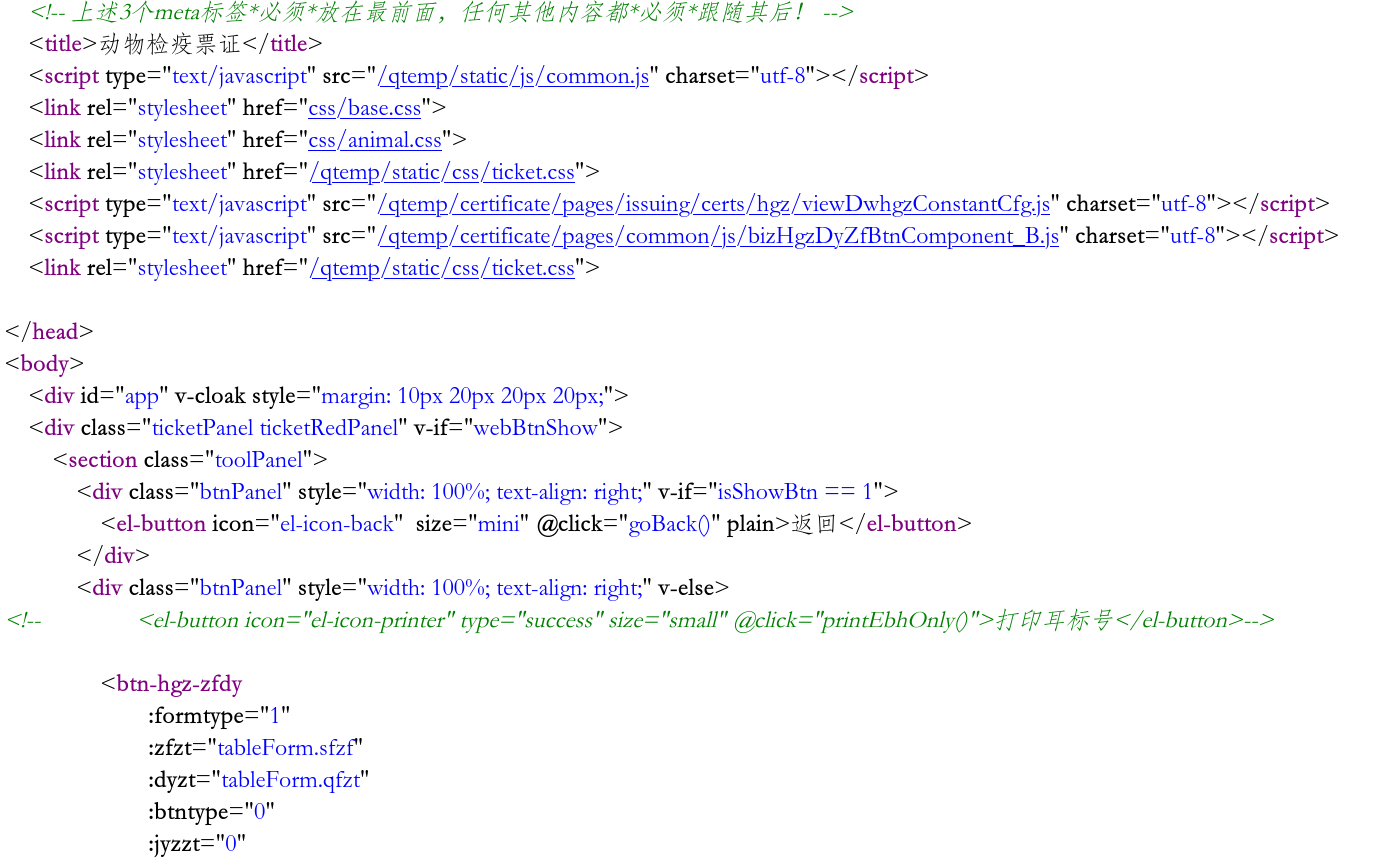 <!-- 上述3个meta标签*必须*放在最前面，任何其他内容都*必须*跟随其后！ -->
<title>动物检疫票证</title>
<script type="text/javascript" src="/qtemp/static/js/common.js" charset="utf-8"></script>
<link rel="stylesheet" href="css/base.css">
<link rel="stylesheet" href="css/animal.css">
<link rel="stylesheet" href="/qtemp/static/css/ticket.css">
<script type="text/javascript" src="/qtemp/certificate/pages/issuing/certs/hgz/viewDwhgzConstantCfg.js" charset="utf-8"></script>
<script type="text/javascript" src="/qtemp/certificate/pages/common/js/bizHgzDyZfBtnComponent_B.js" charset="utf-8"></script>
<link rel="stylesheet" href="/qtemp/static/css/ticket.css">
</head>
<body>
<div id="app" v-cloak style="margin: 10px 20px 20px 20px;">
<div class="ticketPanel ticketRedPanel" v-if="webBtnShow">
<section class="toolPanel">
<div class="btnPanel" style="width: 100%; text-align: right;" v-if="isShowBtn == 1">
<el-button icon="el-icon-back"  size="mini" @click="goBack()" plain>返回</el-button>
</div>
<div class="btnPanel" style="width: 100%; text-align: right;" v-else>
<!-- <el-button icon="el-icon-printer" type="success" size="small" @click="printEbhOnly()">打印耳标号</el-button>-->
<btn-hgz-zfdy
:formtype="1"
:zfzt="tableForm.sfzf"
:dyzt="tableForm.qfzt"
:btntype="0"
:jyzzt="0"